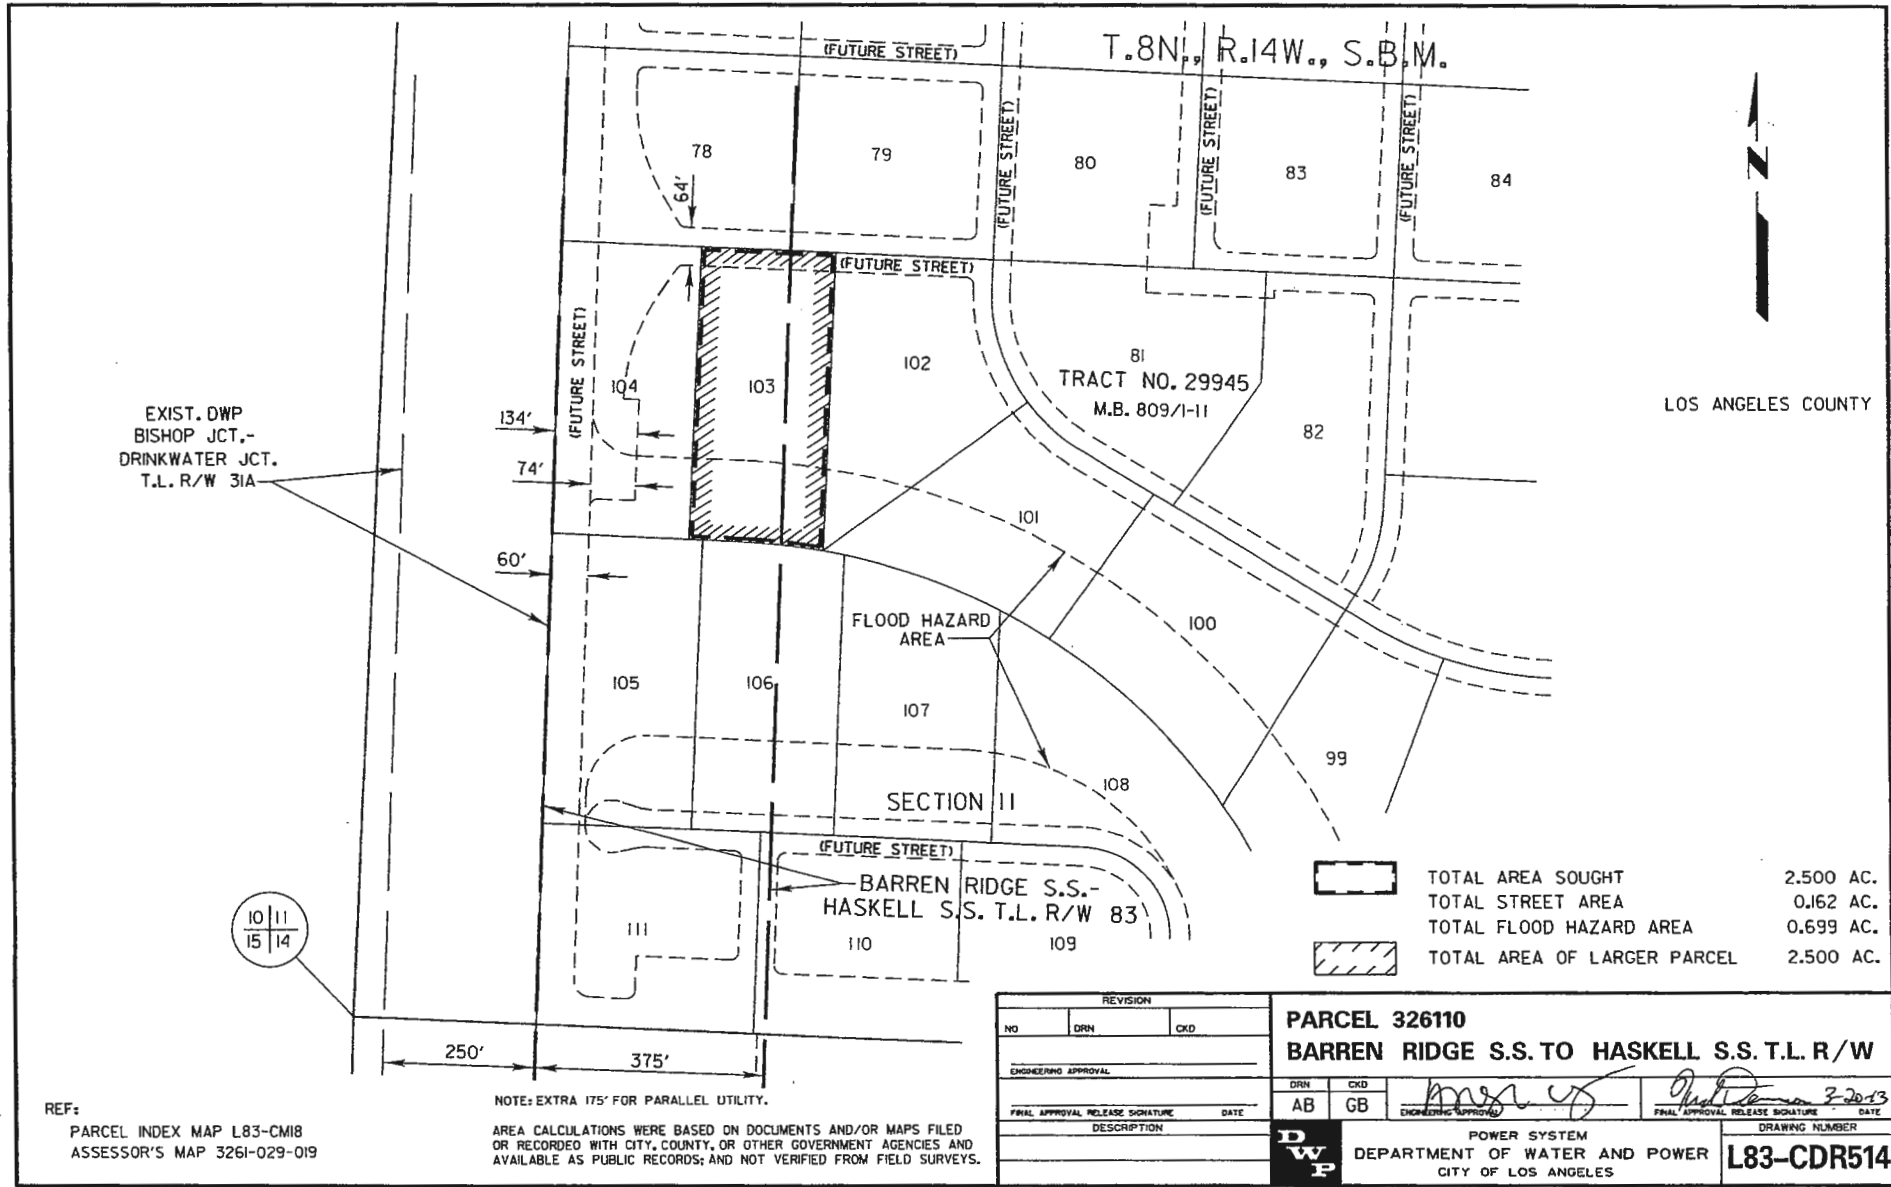 (FUTURE STREET)
T.8N., R.14W., S.B.M.
78
79
80
83
84
64'
(FUTURE STREET)
(FUTURE STREET)
(FUTURE STREET)
(FUTURE STREET)
N
(FUTURE STREET)
104
103
102
81
TRACT NO. 29945
M.B. 809/1-11
82
LOS ANGELES COUNTY
EXIST. DWP
BISHOP JCT.-
DRINKWATER JCT.
T.L. R/W 31A
134'
74'
60'
101
100
99
FLOOD HAZARD
AREA
105
106
107
108
SECTION 11
(FUTURE STREET)
BARREN RIDGE S.S.-
HASKELL S.S. T.L. R/W 83
111
110
109
10 11
15 14
250'
375'
TOTAL AREA SOUGHT 2.500 AC.
TOTAL STREET AREA 0.162 AC.
TOTAL FLOOD HAZARD AREA 0.699 AC.
TOTAL AREA OF LARGER PARCEL 2.500 AC.
NOTE: EXTRA 175' FOR PARALLEL UTILITY.
REF:
PARCEL INDEX MAP L83-CM18
ASSESSOR'S MAP 3261-029-019
AREA CALCULATIONS WERE BASED ON DOCUMENTS AND/OR MAPS FILED
OR RECORDED WITH CITY, COUNTY, OR OTHER GOVERNMENT AGENCIES AND
AVAILABLE AS PUBLIC RECORDS; AND NOT VERIFIED FROM FIELD SURVEYS.
REVISION
NO DRN CKD
ENGINEERING APPROVAL
FINAL APPROVAL RELEASE SIGNATURE DATE
DESCRIPTION
PARCEL 326110
BARREN RIDGE S.S. TO HASKELL S.S. T.L. R/W
DRN CKD
AB GB
ENGINEERING APPROVAL
3-20-13
FINAL APPROVAL RELEASE SIGNATURE DATE
DWP
POWER SYSTEM
DEPARTMENT OF WATER AND POWER
CITY OF LOS ANGELES
DRAWING NUMBER
L83-CDR514